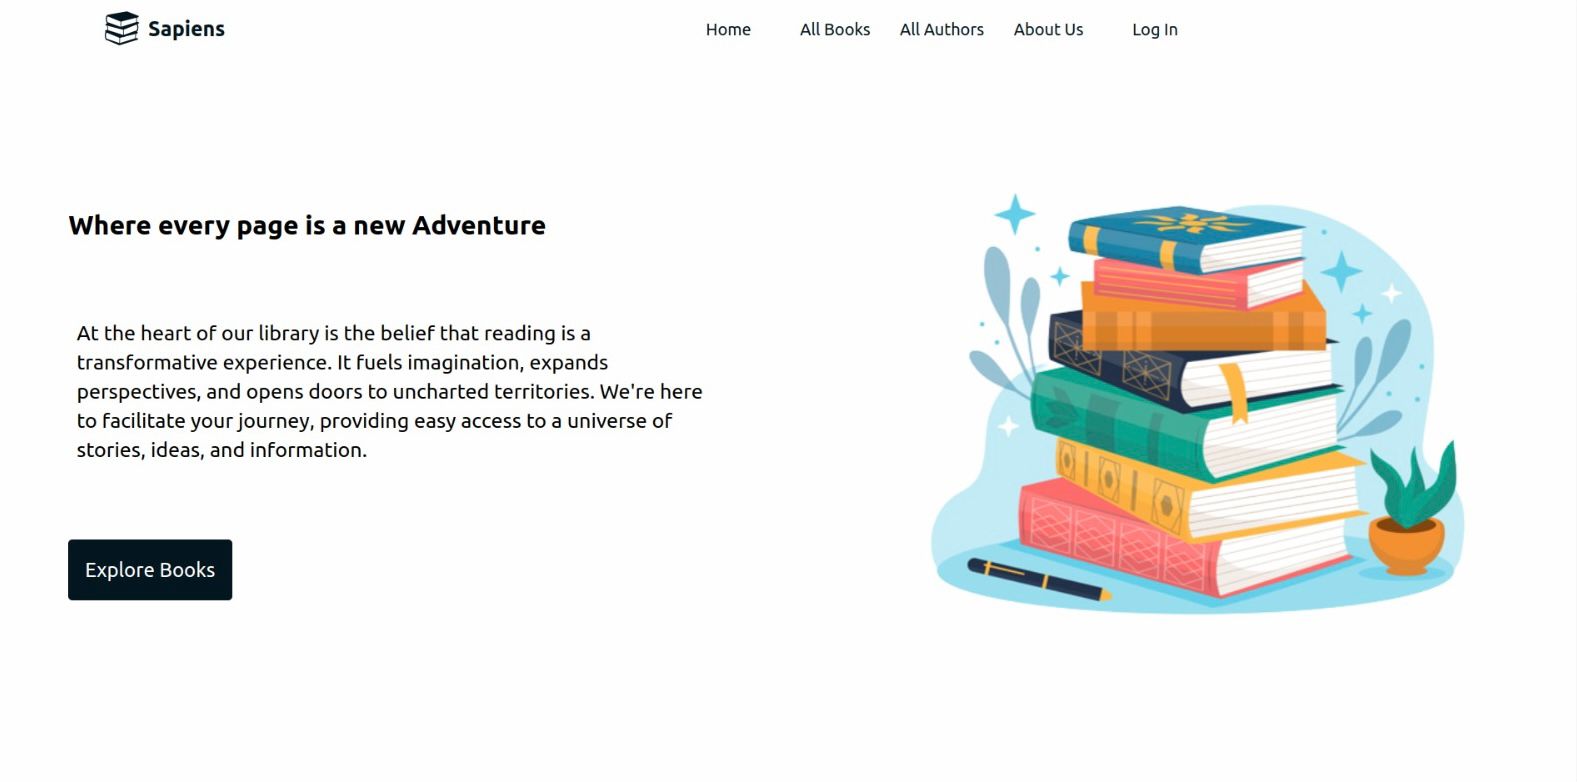 Sapiens
Home All Books All Authors About Us Log In
Where every page is a new Adventure
At the heart of our library is the belief that reading is a
transformative experience. It fuels imagination, expands
perspectives, and opens doors to uncharted territories. We're here
to facilitate your journey, providing easy access to a universe of
stories, ideas, and information.
Explore Books